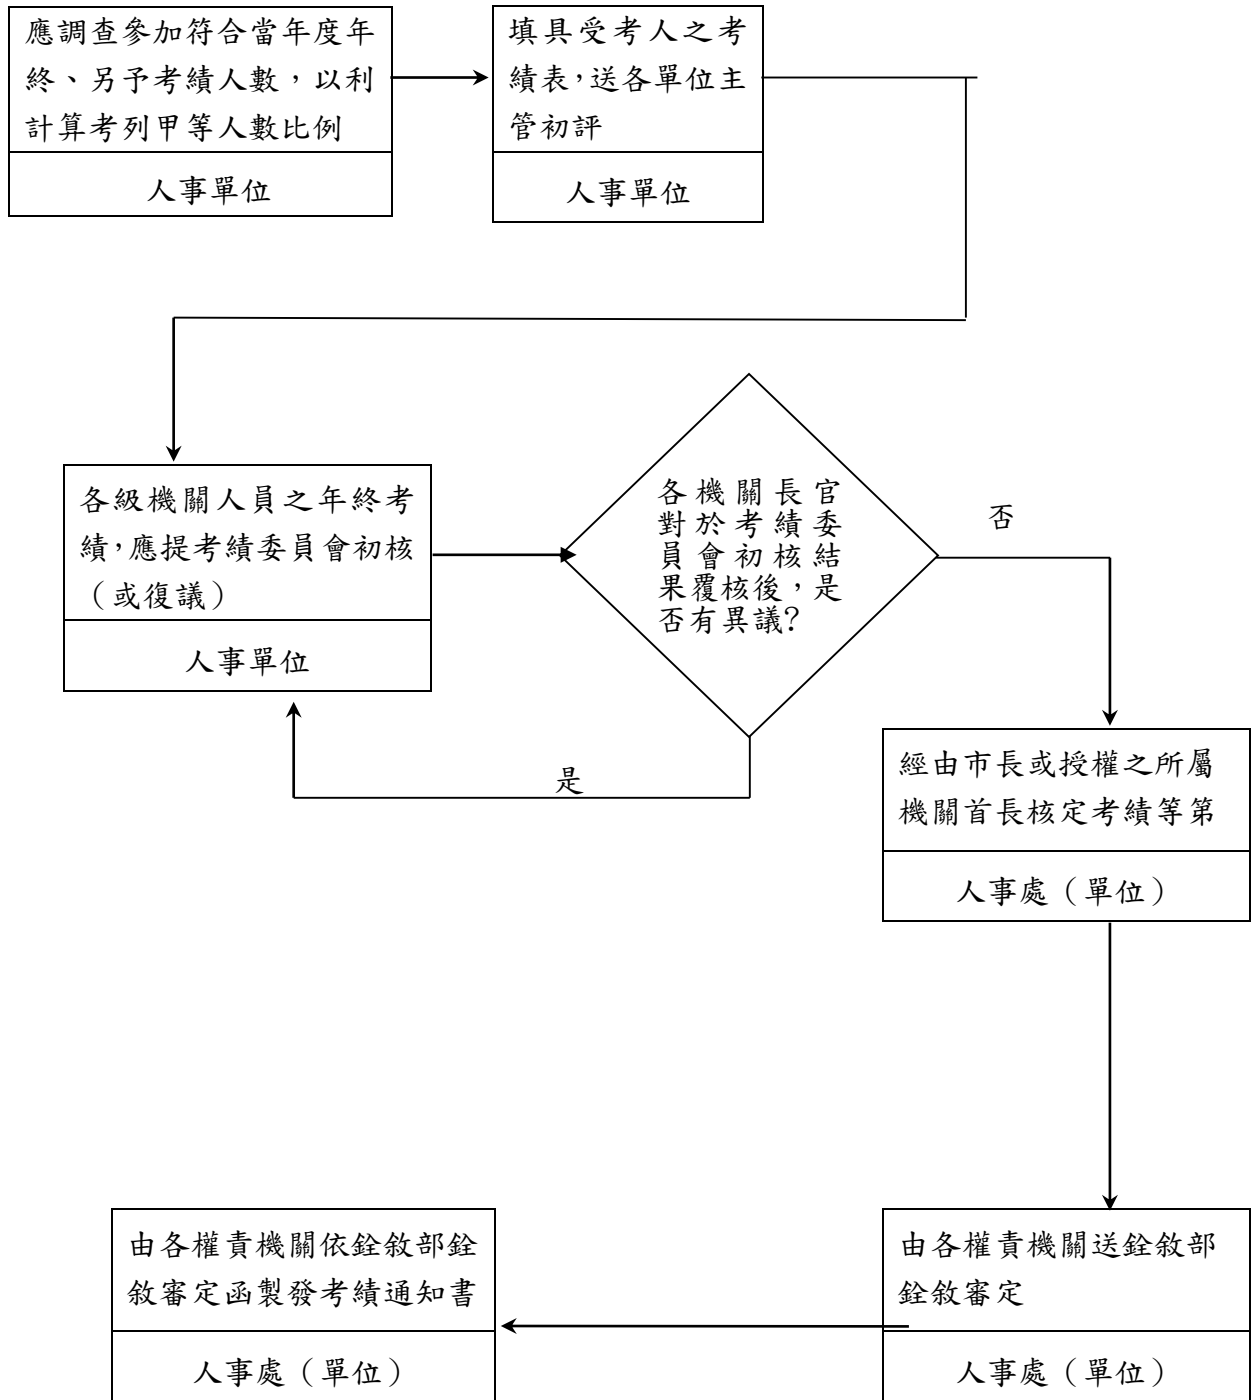 應調查參加符合當年度年
終、另予考績人數，以利
計算考列甲等人數比例
人事單位
填具受考人之考
績表，送各單位主
管初評
人事單位
各級機關人員之年終考
績，應提考績委員會初核
（或復議）
人事單位
各機關長官
對於考績委
員會初核結
果覆核後，是
否有異議?
否
是
經由市長或授權之所屬
機關首長核定考績等第
人事處（單位）
由各權責機關送銓敘部
銓敘審定
人事處（單位）
由各權責機關依銓敘部銓
敘審定函製發考績通知書
人事處（單位）